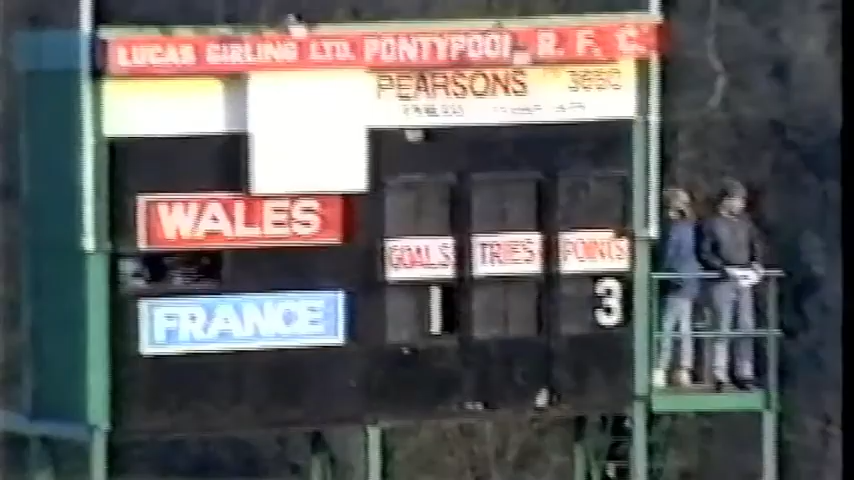 LUCAS GIRLING LTD. PONTYPOOL R. F. C.
PEARSONS
WALES
GOALS TRIES POINTS
FRANCE 1 3